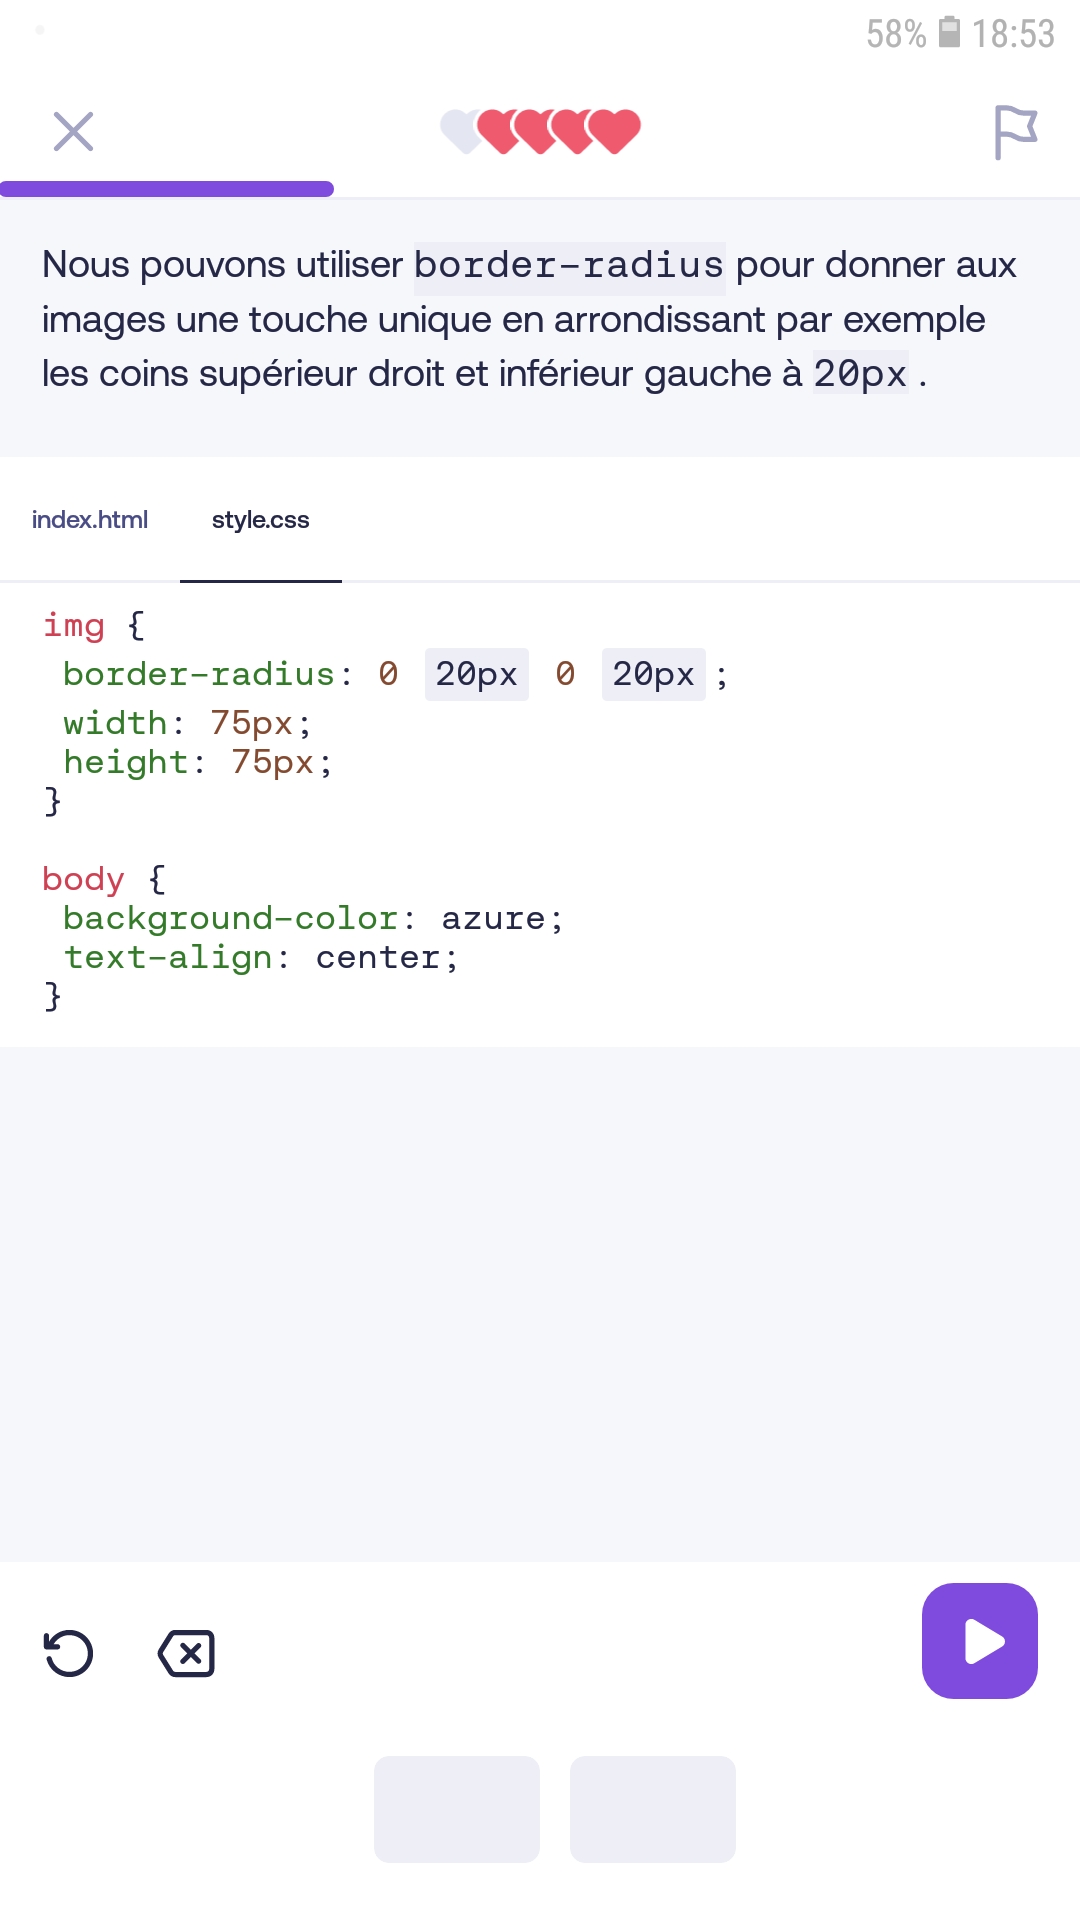 58% 18:53
Nous pouvons utiliser border-radius pour donner aux
images une touche unique en arrondissant par exemple
les coins supérieur droit et inférieur gauche à 20px .
index.html style.css
img {
border-radius: 0 20px 0 20px ;
width: 75px;
height: 75px;
}
body {
background-color: azure;
text-align: center;
}